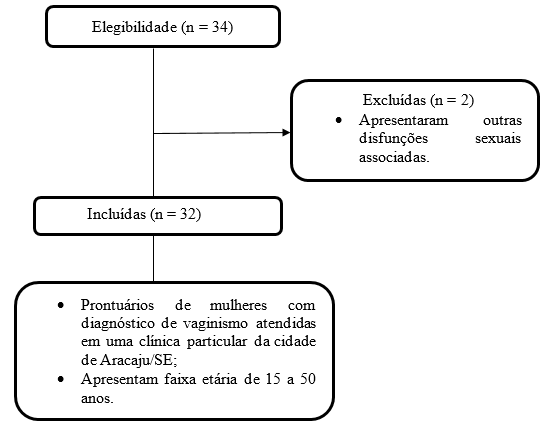 Elegibilidade (n = 34)
Excluídas (n = 2)
• Apresentaram outras
disfunções sexuais
associadas.
Incluídas (n = 32)
• Prontuários de mulheres com
diagnóstico de vaginismo atendidas
em uma clínica particular da cidade
de Aracaju/SE;
• Apresentam faixa etária de 15 a 50
anos.